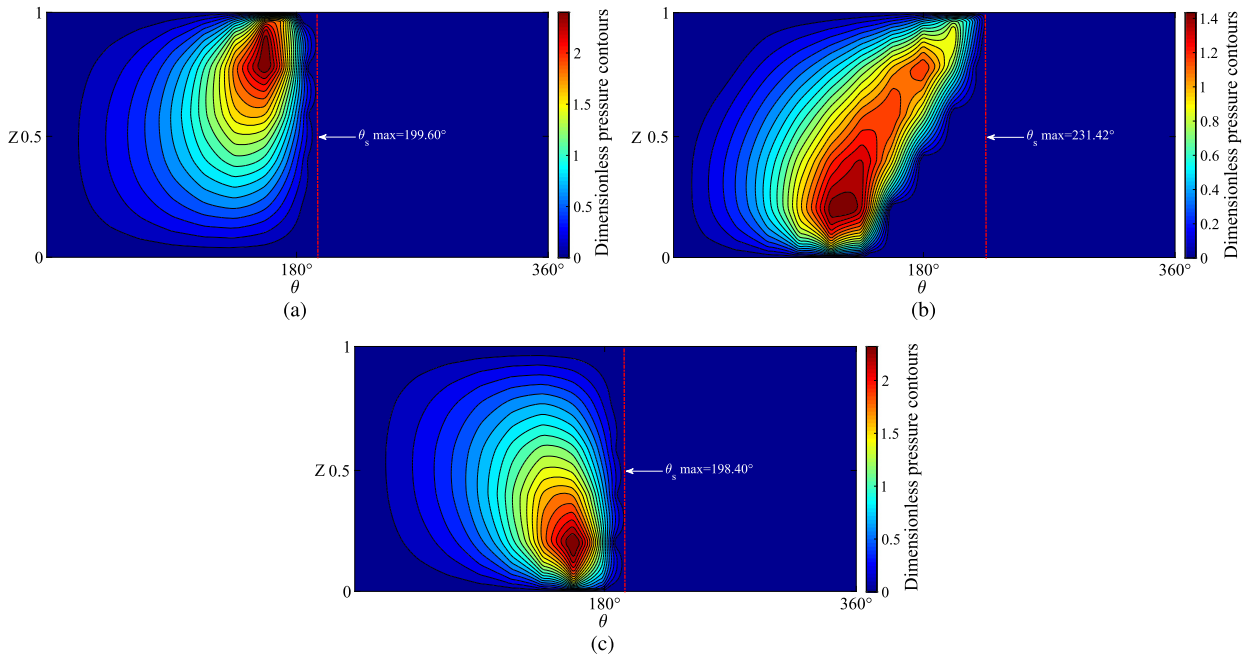 1
Z 0.5
0
180°
360°
θ
θs max=199.60°
2
1.5
1
0.5
0
Dimensionless pressure contours
(a)
1
Z 0.5
0
180°
360°
θ
θs max=231.42°
1.4
1.2
1
0.8
0.6
0.4
0.2
0
Dimensionless pressure contours
(b)
1
Z 0.5
0
180°
360°
θ
θs max=198.40°
2
1.5
1
0.5
0
Dimensionless pressure contours
(c)